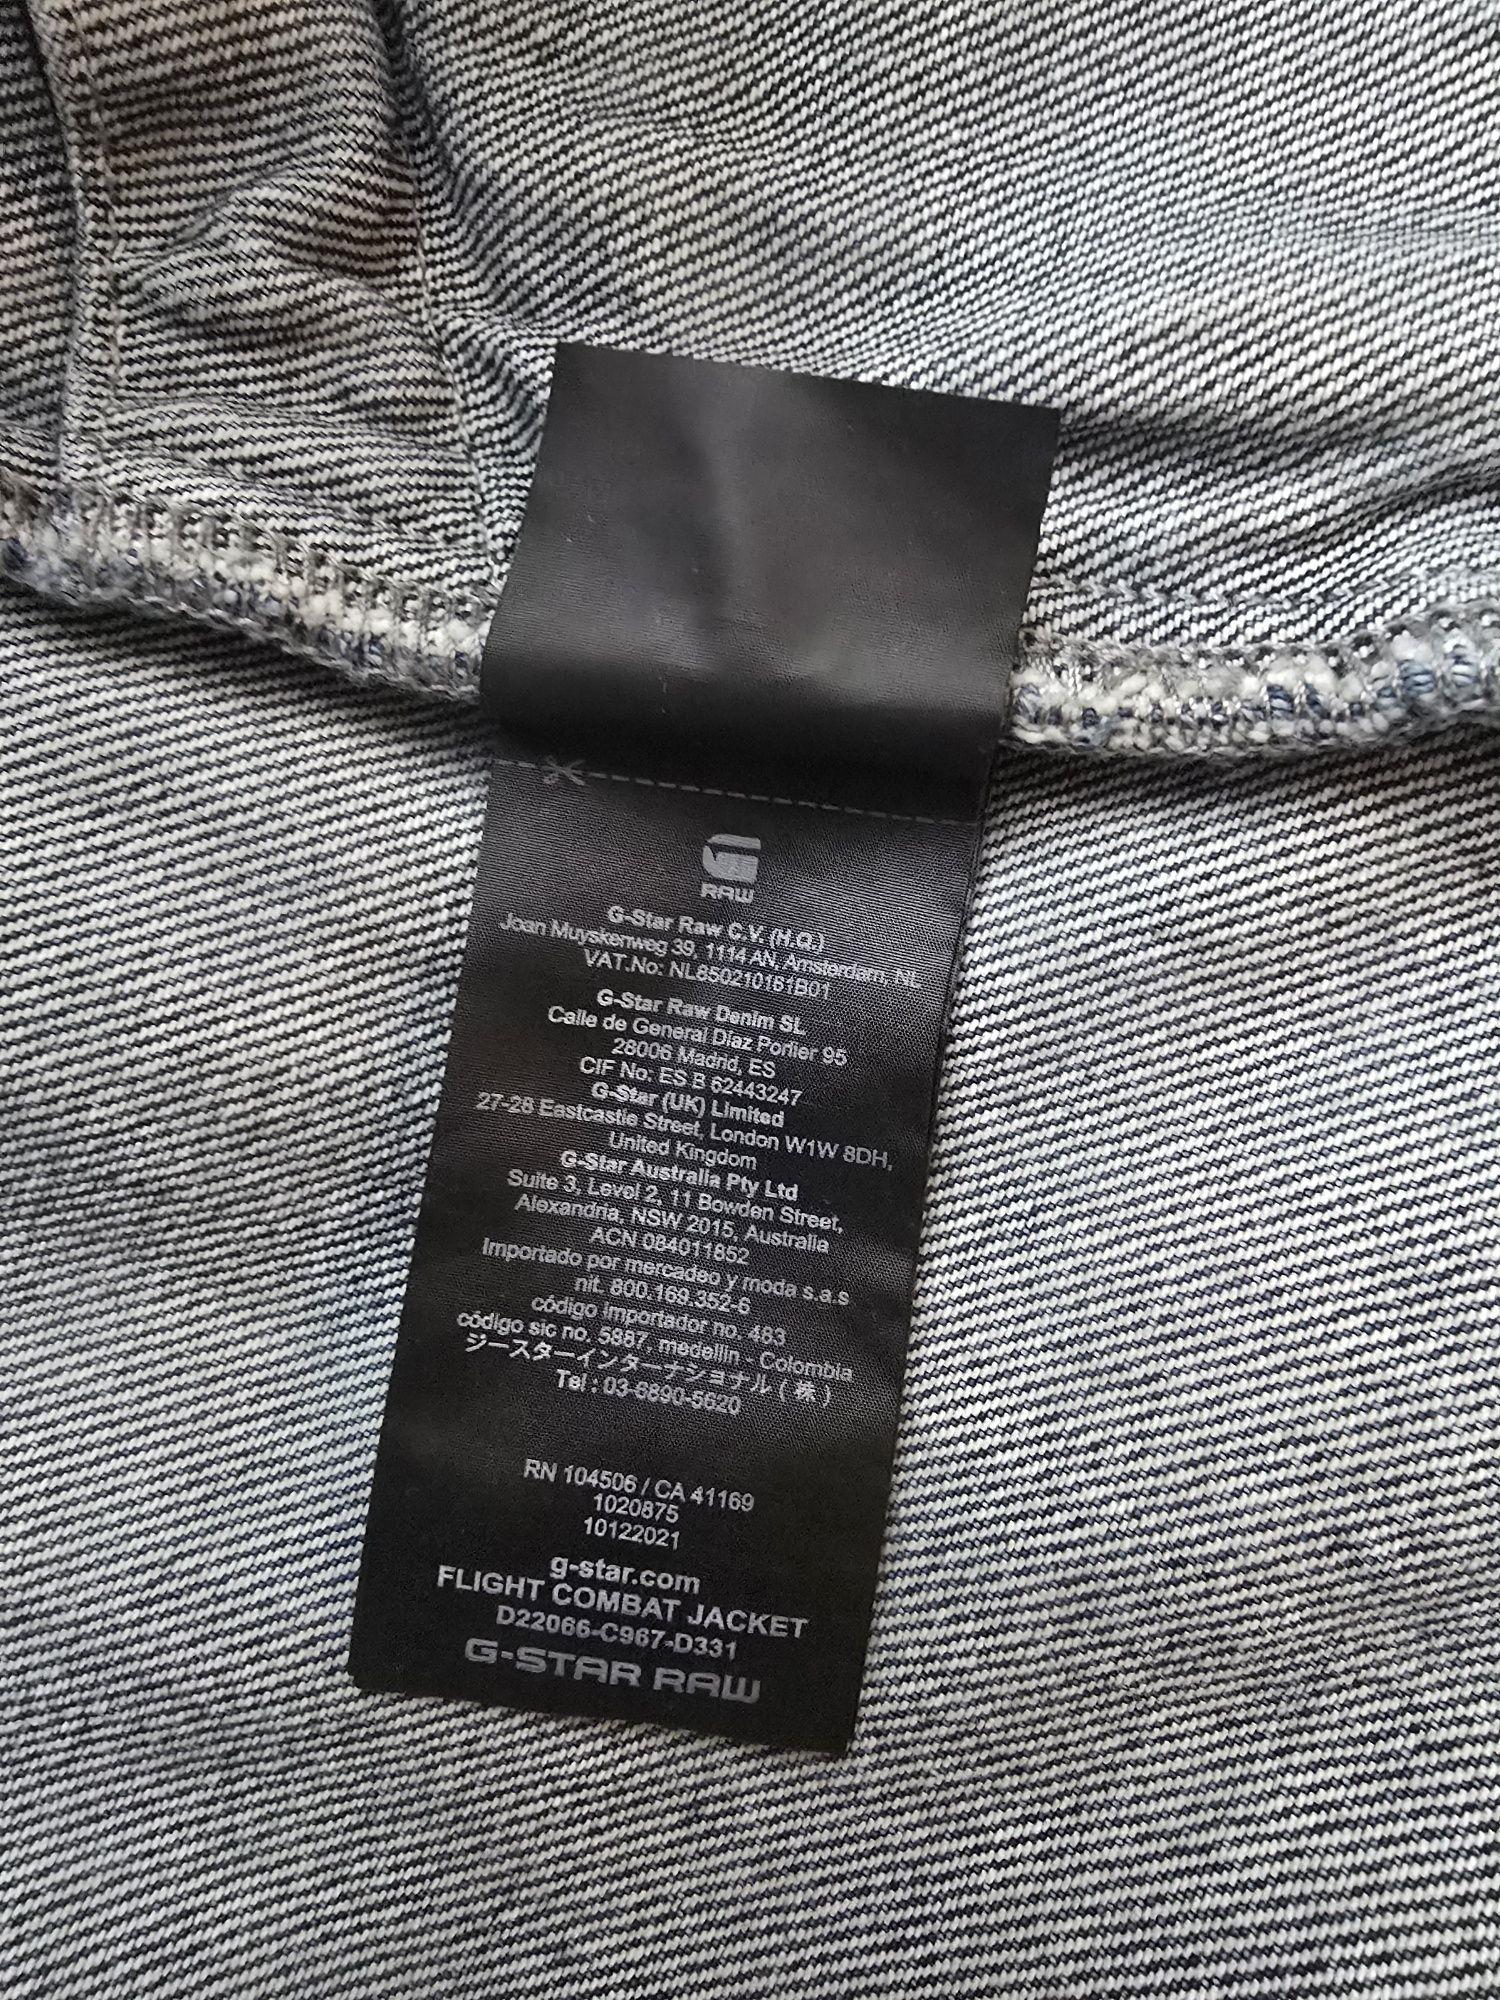 RAW
G-Star Raw C.V. (H.Q.)
Joan Muyskenweg 39, 1114 AN, Amsterdam, NL
VAT.No: NL850210161B01
G-Star Raw Denim SL
Calle de General Diaz Porlier 95
28006 Madrid, ES
CIF No: ES B 62443247
G-Star (UK) Limited
27-28 Eastcastle Street, London W1W 8DH,
United Kingdom
G-Star Australia Pty Ltd
Suite 3, Level 2, 11 Bowden Street,
Alexandria, NSW 2015, Australia
ACN 084011852
Importado por mercadeo y moda s.a.s
nit. 800.169.352-6
código importador no. 483
código sic no. 5887, medellin - Colombia
ジースターインターナショナル(株)
Tel : 03-6890-5620
RN 104506 / CA 41169
1020875
10122021
g-star.com
FLIGHT COMBAT JACKET
D22066-C967-D331
G-STAR RAW